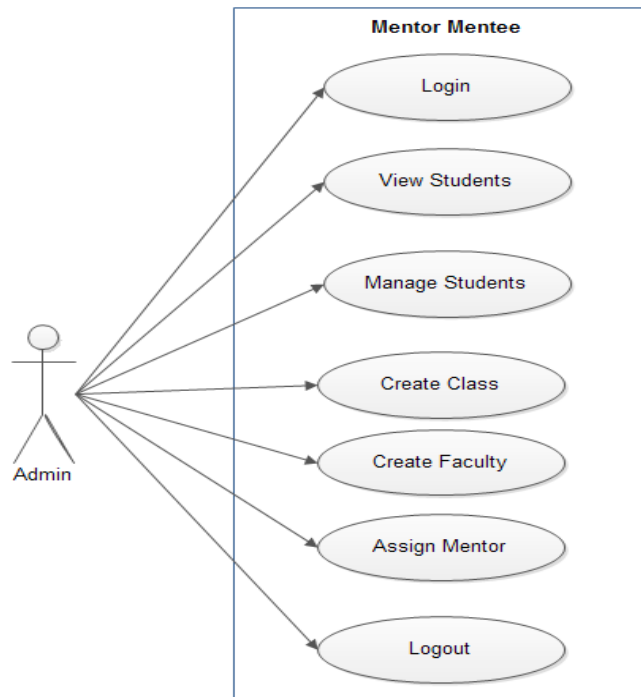 Mentor Mentee
Login
View Students
Manage Students
Create Class
Create Faculty
Admin
Assign Mentor
Logout